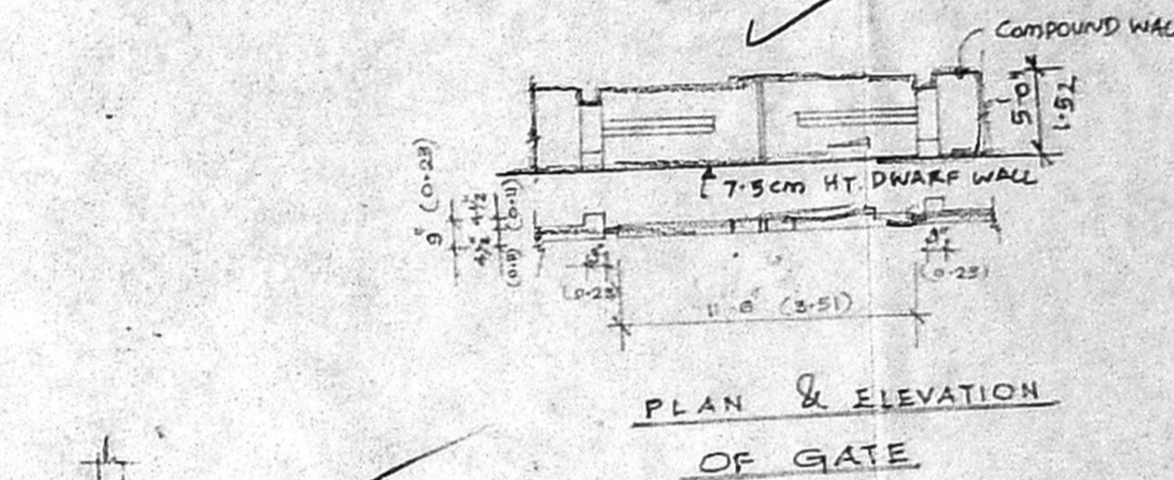 COMPOUND WAL
5'-0"
1.52
7.5cm HT. DWARF WALL
9" (0.23)
4½" (0.11)
4½" (0.11)
9"
(0.23)
9"
(0.23)
11'-6" (3.51)
PLAN & ELEVATION
OF GATE